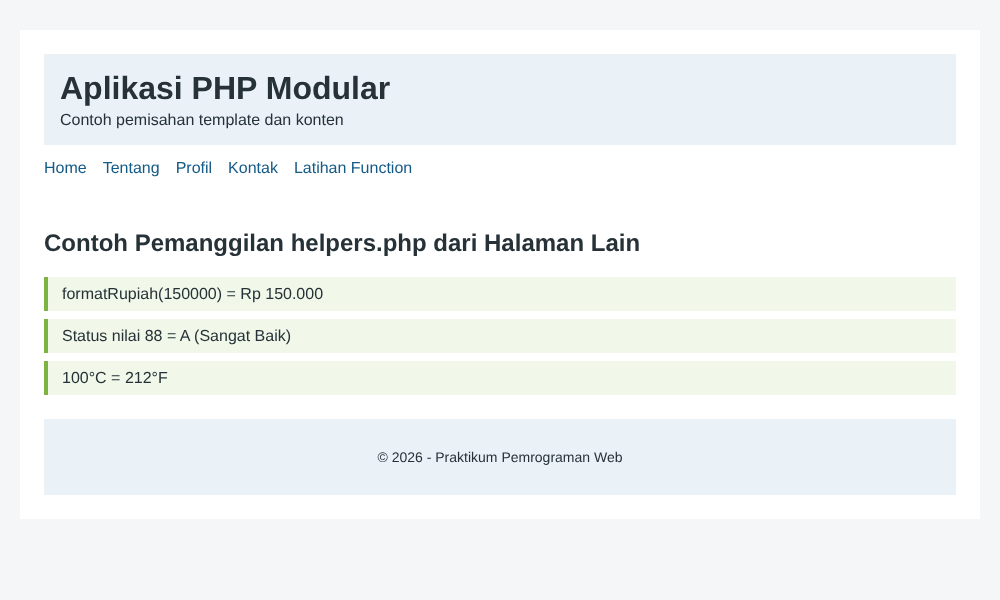 Aplikasi PHP Modular
Contoh pemisahan template dan konten
Home Tentang Profil Kontak Latihan Function
Contoh Pemanggilan helpers.php dari Halaman Lain
formatRupiah(150000) = Rp 150.000
Status nilai 88 = A (Sangat Baik)
100°C = 212°F
© 2026 - Praktikum Pemrograman Web